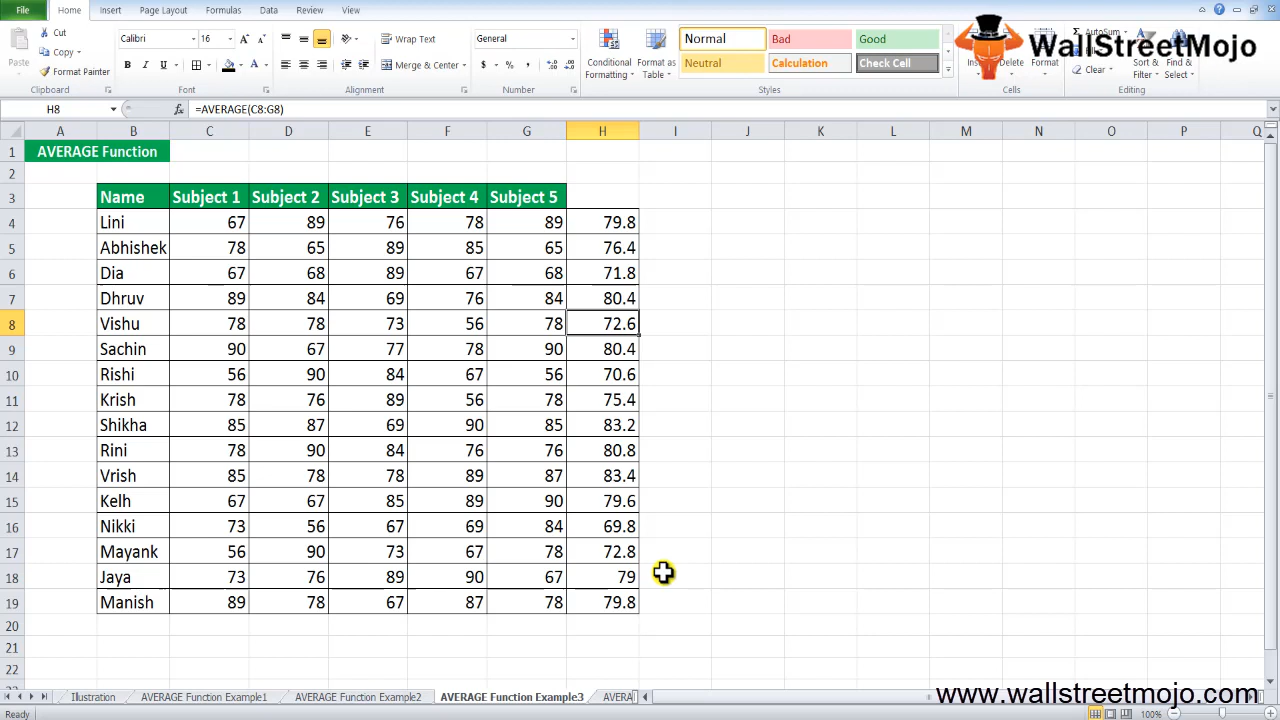 File Home Insert Page Layout Formulas Data Review View
Cut Calibri 16 Wrap Text General Normal Bad Good WallStreetMojo
Copy
Paste Format Painter B I U A Merge & Center $ % , Conditional Formatting Format as Table Neutral Calculation Check Cell Delete Format Clear Sort & Filter Find & Select
Clipboard Font Alignment Number Styles Cells Editing
H8 fx =AVERAGE(C8:G8)
A B C D E F G H I J K L M N O P Q
1 AVERAGE Function
2
3 Name Subject 1 Subject 2 Subject 3 Subject 4 Subject 5
4 Lini 67 89 76 78 89 79.8
5 Abhishek 78 65 89 85 65 76.4
6 Dia 67 68 89 67 68 71.8
7 Dhruv 89 84 69 76 84 80.4
8 Vishu 78 78 73 56 78 72.6
9 Sachin 90 67 77 78 90 80.4
10 Rishi 56 90 84 67 56 70.6
11 Krish 78 76 89 56 78 75.4
12 Shikha 85 87 69 90 85 83.2
13 Rini 78 90 84 76 76 80.8
14 Vrish 85 78 78 89 87 83.4
15 Kelh 67 67 85 89 90 79.6
16 Nikki 73 56 67 69 84 69.8
17 Mayank 56 90 73 67 78 72.8
18 Jaya 73 76 89 90 67 79
19 Manish 89 78 67 87 78 79.8
20
21
22
Illustration AVERAGE Function Example1 AVERAGE Function Example2 AVERAGE Function Example3 AVERA
www.wallstreetmojo.com
Ready 100%